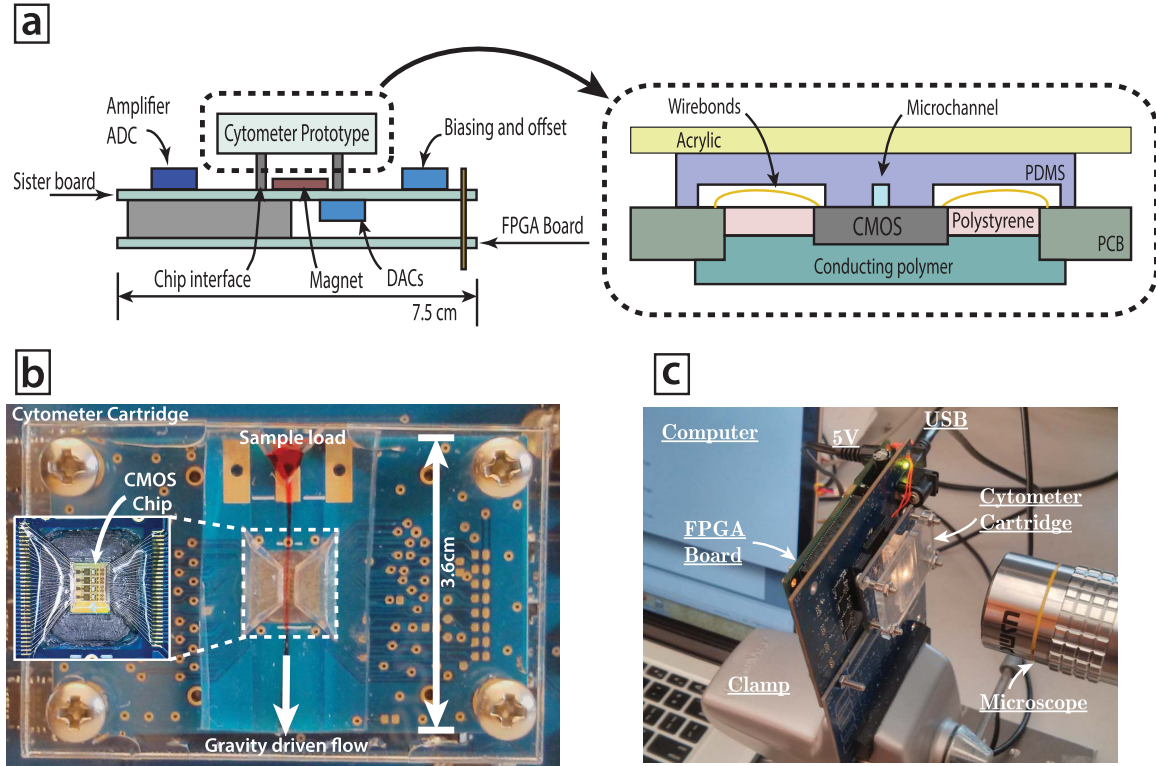 a
Amplifier
ADC
Cytometer Prototype
Biasing and offset
Sister board
FPGA Board
Chip interface
Magnet
DACs
7.5 cm
Wirebonds
Microchannel
Acrylic
PDMS
CMOS
Polystyrene
PCB
Conducting polymer
b
Cytometer Cartridge
Sample load
CMOS
Chip
3.6cm
Gravity driven flow
c
Computer
5V
USB
Cytometer
Cartridge
FPGA
Board
Clamp
Microscope